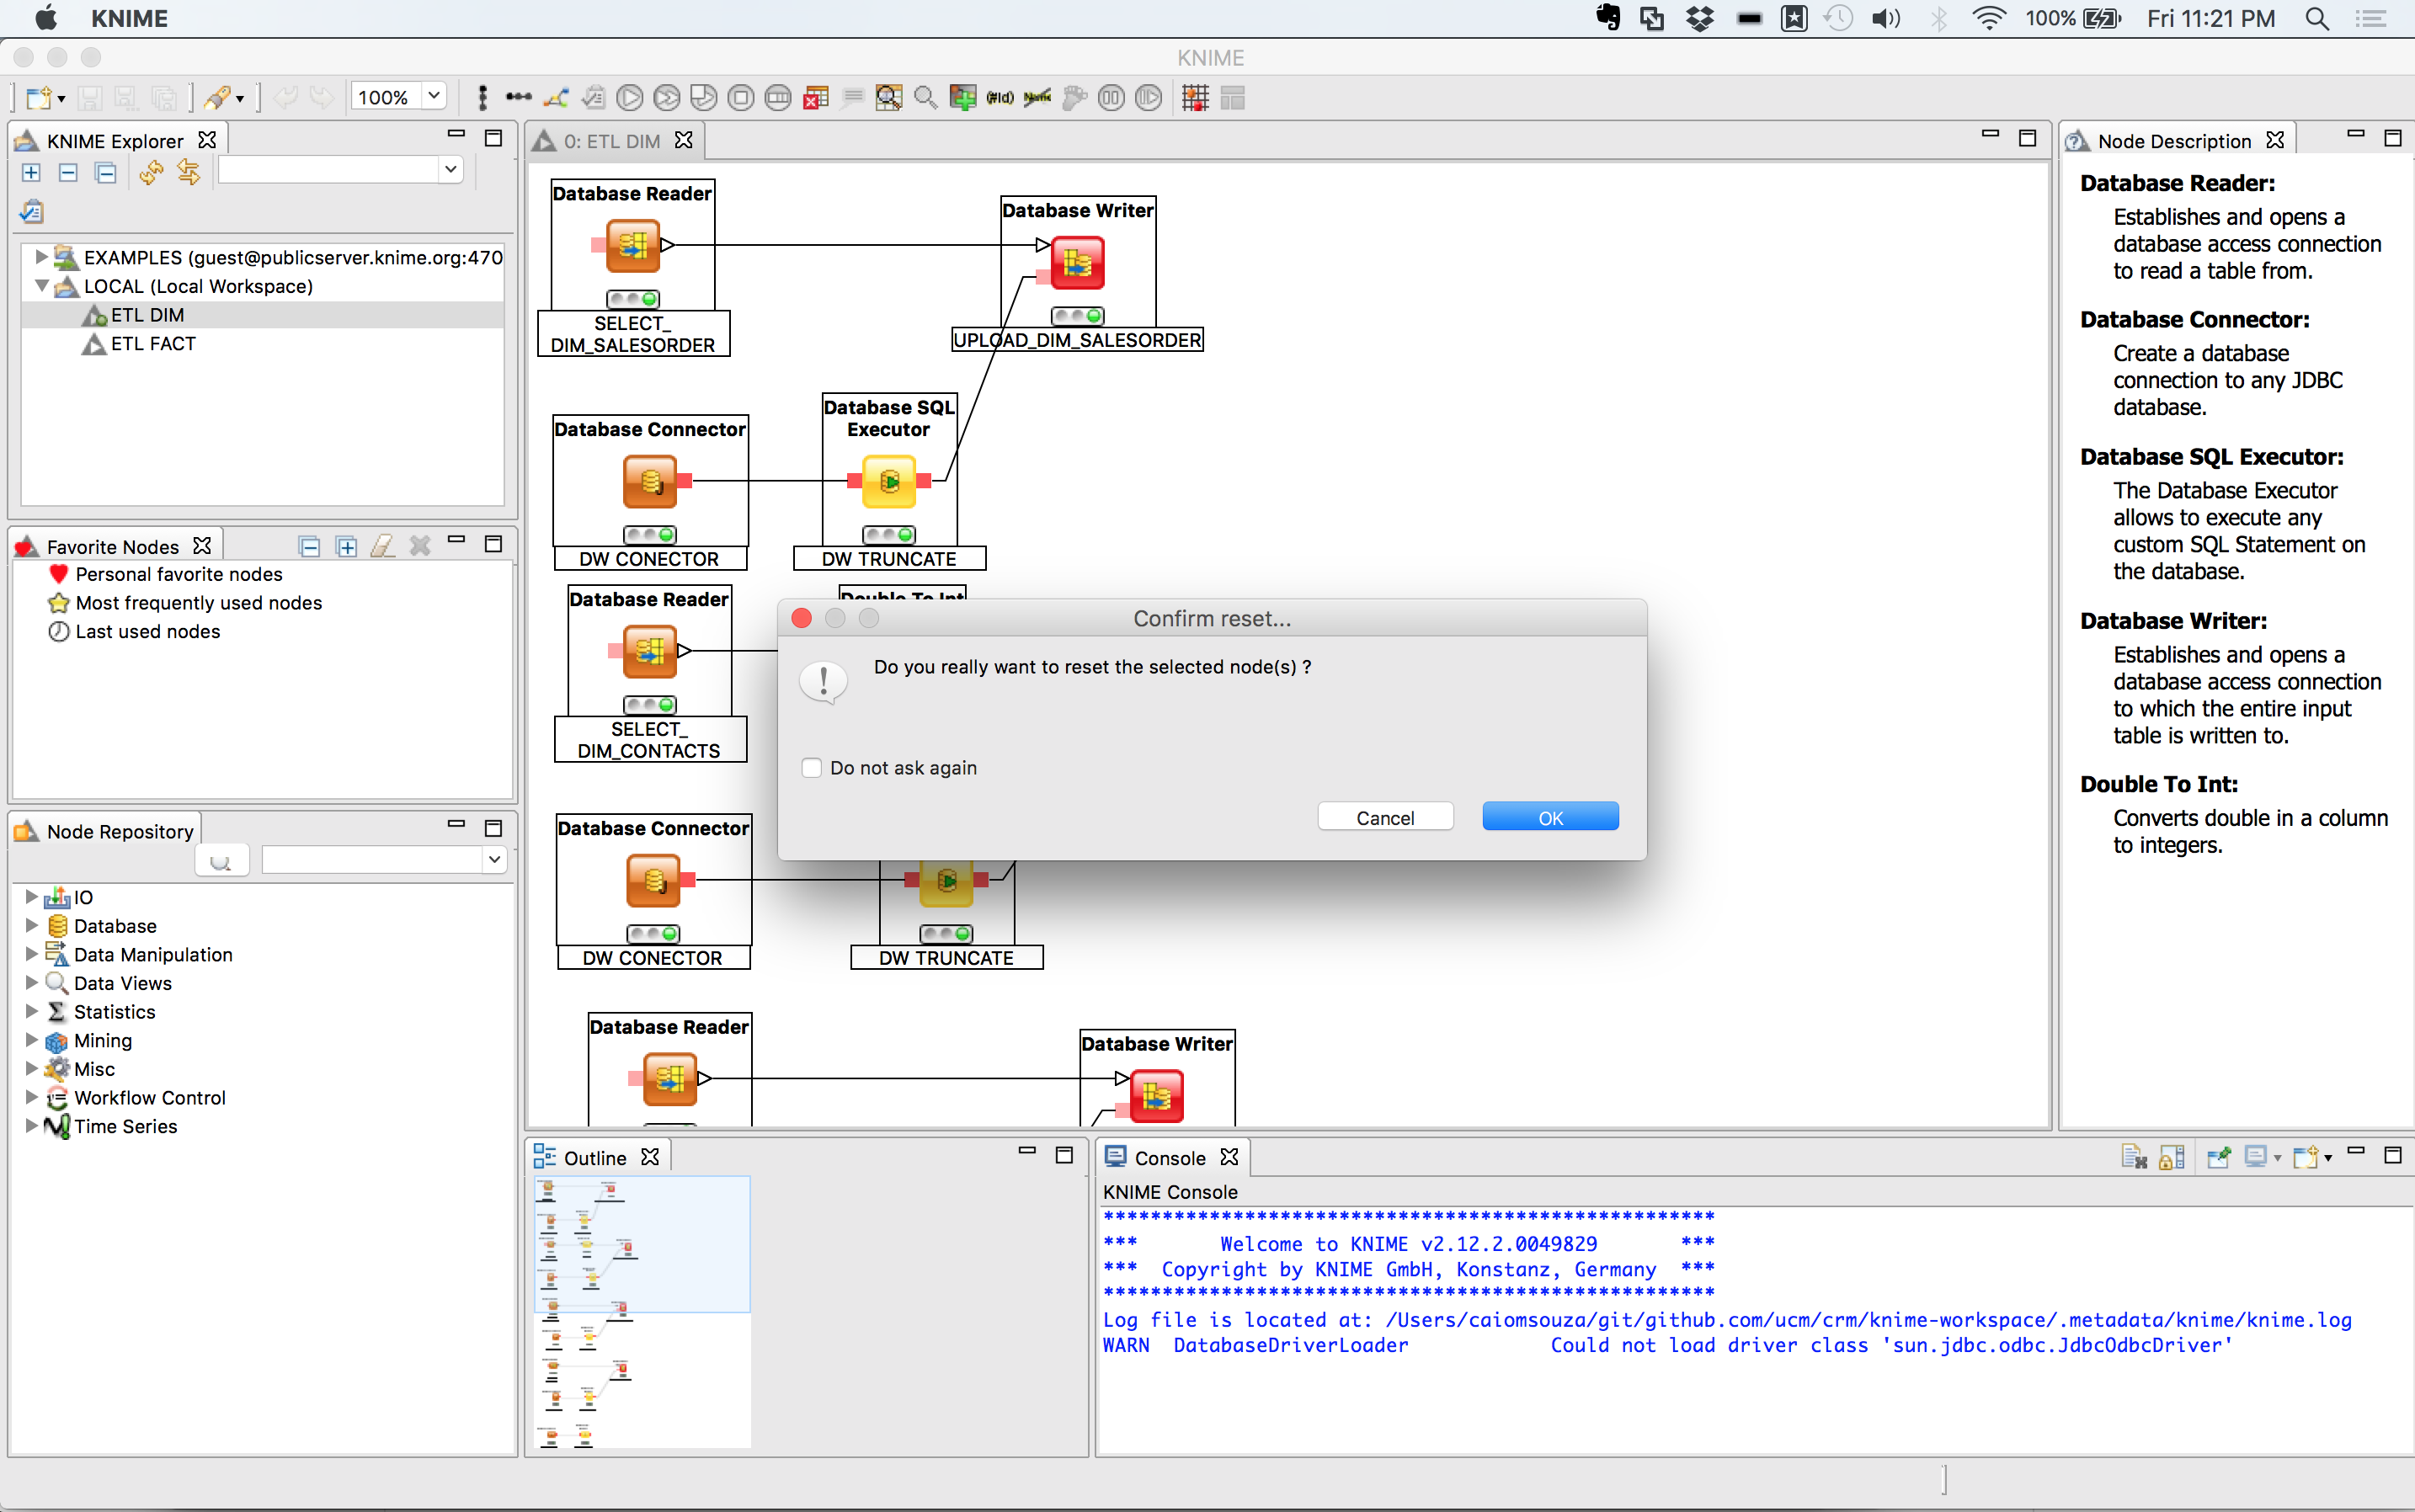 KNIME
100%
Fri 11:21 PM
KNIME
100%
(#id)
KNIME Explorer
EXAMPLES (guest@publicserver.knime.org:470
LOCAL (Local Workspace)
ETL DIM
ETL FACT
Favorite Nodes
Personal favorite nodes
Most frequently used nodes
Last used nodes
Node Repository
IO
Database
Data Manipulation
Data Views
Statistics
Mining
Misc
Workflow Control
Time Series
0: ETL DIM
Database Reader
SELECT_
DIM_SALESORDER
Database Writer
UPLOAD_DIM_SALESORDER
Database Connector
DW CONECTOR
Database SQL
Executor
DW TRUNCATE
Database Reader
SELECT_
DIM_CONTACTS
Double To Int
Confirm reset...
Do you really want to reset the selected node(s) ?
Do not ask again
Cancel
OK
Database Connector
DW CONECTOR
DW TRUNCATE
Database Reader
Database Writer
Node Description
Database Reader:
Establishes and opens a
database access connection
to read a table from.
Database Connector:
Create a database
connection to any JDBC
database.
Database SQL Executor:
The Database Executor
allows to execute any
custom SQL Statement on
the database.
Database Writer:
Establishes and opens a
database access connection
to which the entire input
table is written to.
Double To Int:
Converts double in a column
to integers.
Outline
Console
KNIME Console
****************************************************
*** Welcome to KNIME v2.12.2.0049829 ***
*** Copyright by KNIME GmbH, Konstanz, Germany ***
****************************************************
Log file is located at: /Users/caiomsouza/git/github.com/ucm/crm/knime-workspace/.metadata/knime/knime.log
WARN DatabaseDriverLoader Could not load driver class 'sun.jdbc.odbc.JdbcOdbcDriver'